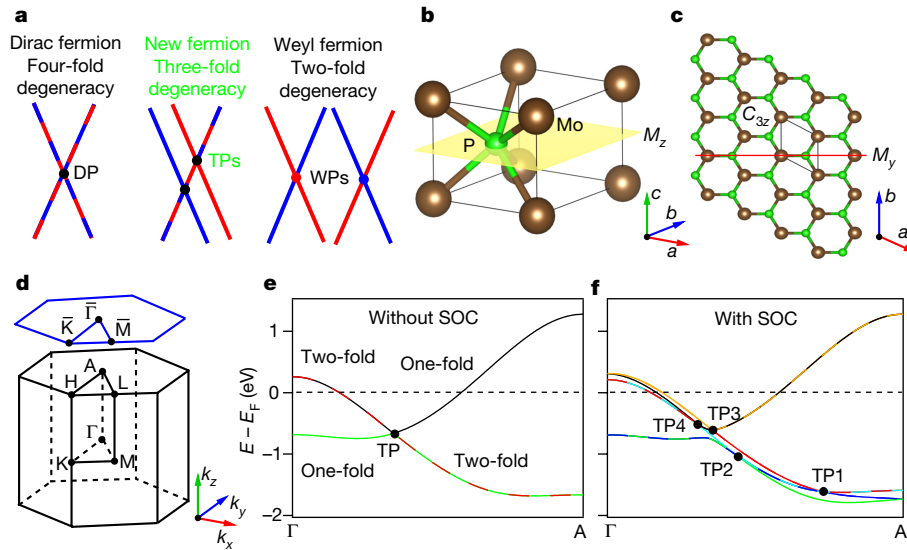 a
Dirac fermion
Four-fold
degeneracy
DP
New fermion
Three-fold
degeneracy
TPs
Weyl fermion
Two-fold
degeneracy
WPs
b
P
Mo
M_z
c
b
a
c
C_3z
M_y
b
a
d
K̅
Γ̅
M̅
A
H
L
Γ
K
M
k_z
k_y
k_x
e
E − E_F (eV)
1
0
−1
−2
Without SOC
Two-fold
One-fold
TP
One-fold
Two-fold
Γ
A
f
With SOC
TP4
TP3
TP2
TP1
Γ
A